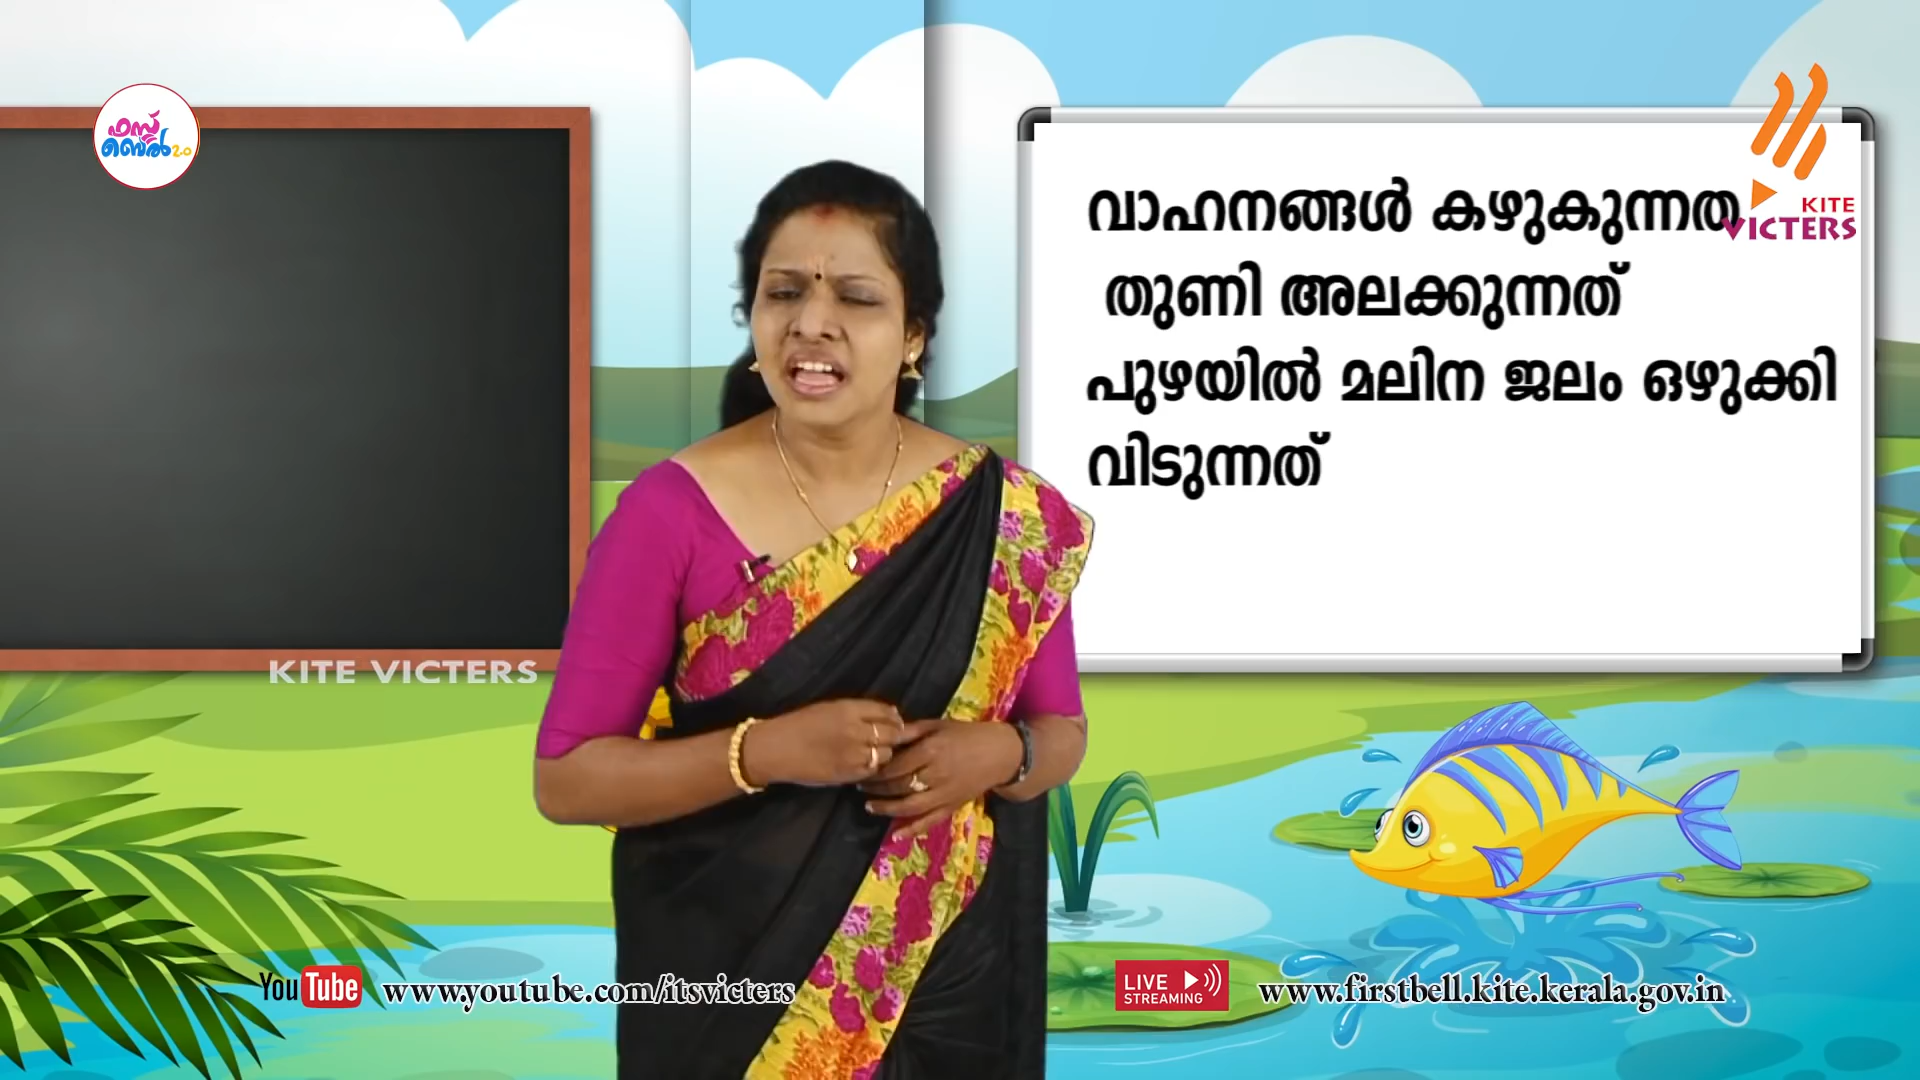 ഫസ്റ്റ്
ബെൽ 2.0
KITE
VICTERS
വാഹനങ്ങൾ കഴുകുന്നത
തുണി അലക്കുന്നത്
പുഴയിൽ മലിന ജലം ഒഴുക്കി
വിടുന്നത്
KITE VICTERS
YouTube www.youtube.com/itsvicters
LIVE
STREAMING
www.firstbell.kite.kerala.gov.in